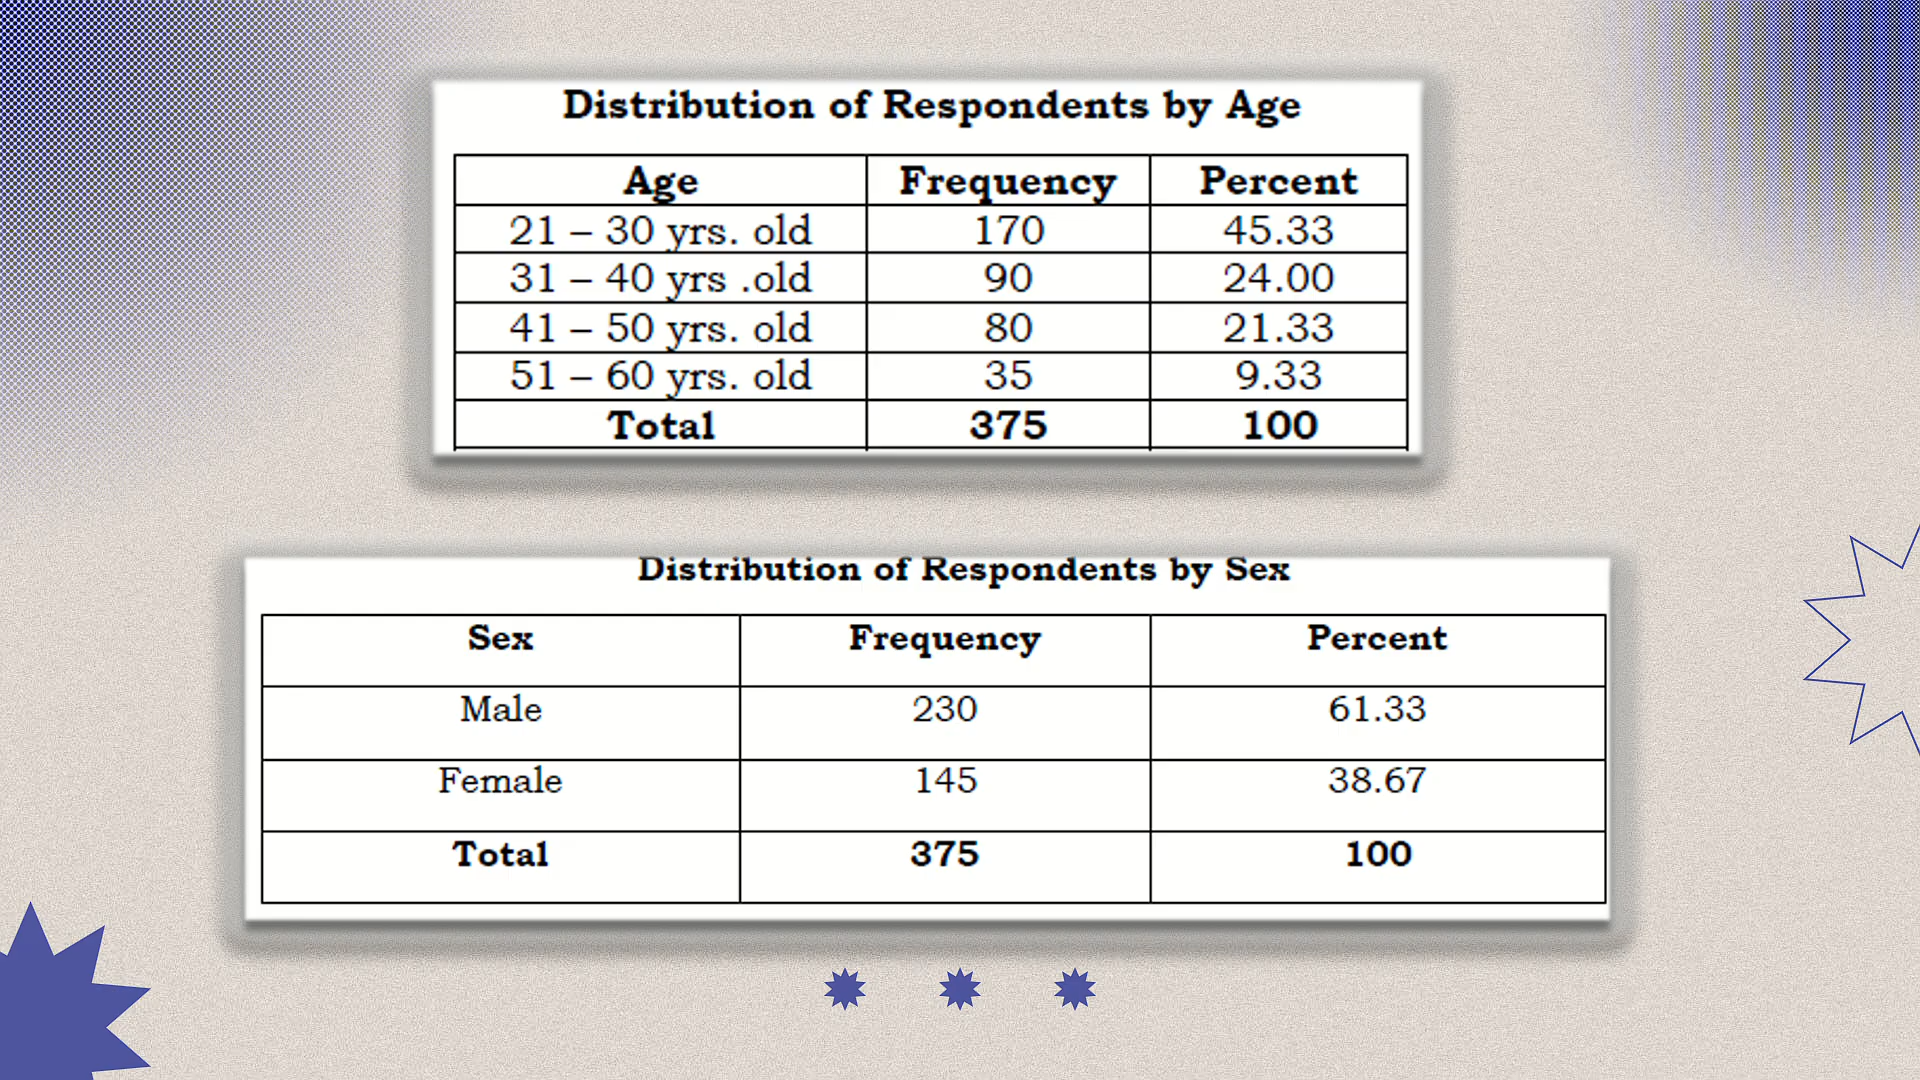 Distribution of Respondents by Age
Age Frequency Percent
21 – 30 yrs. old 170 45.33
31 – 40 yrs .old 90 24.00
41 – 50 yrs. old 80 21.33
51 – 60 yrs. old 35 9.33
Total 375 100
Distribution of Respondents by Sex
Sex Frequency Percent
Male 230 61.33
Female 145 38.67
Total 375 100